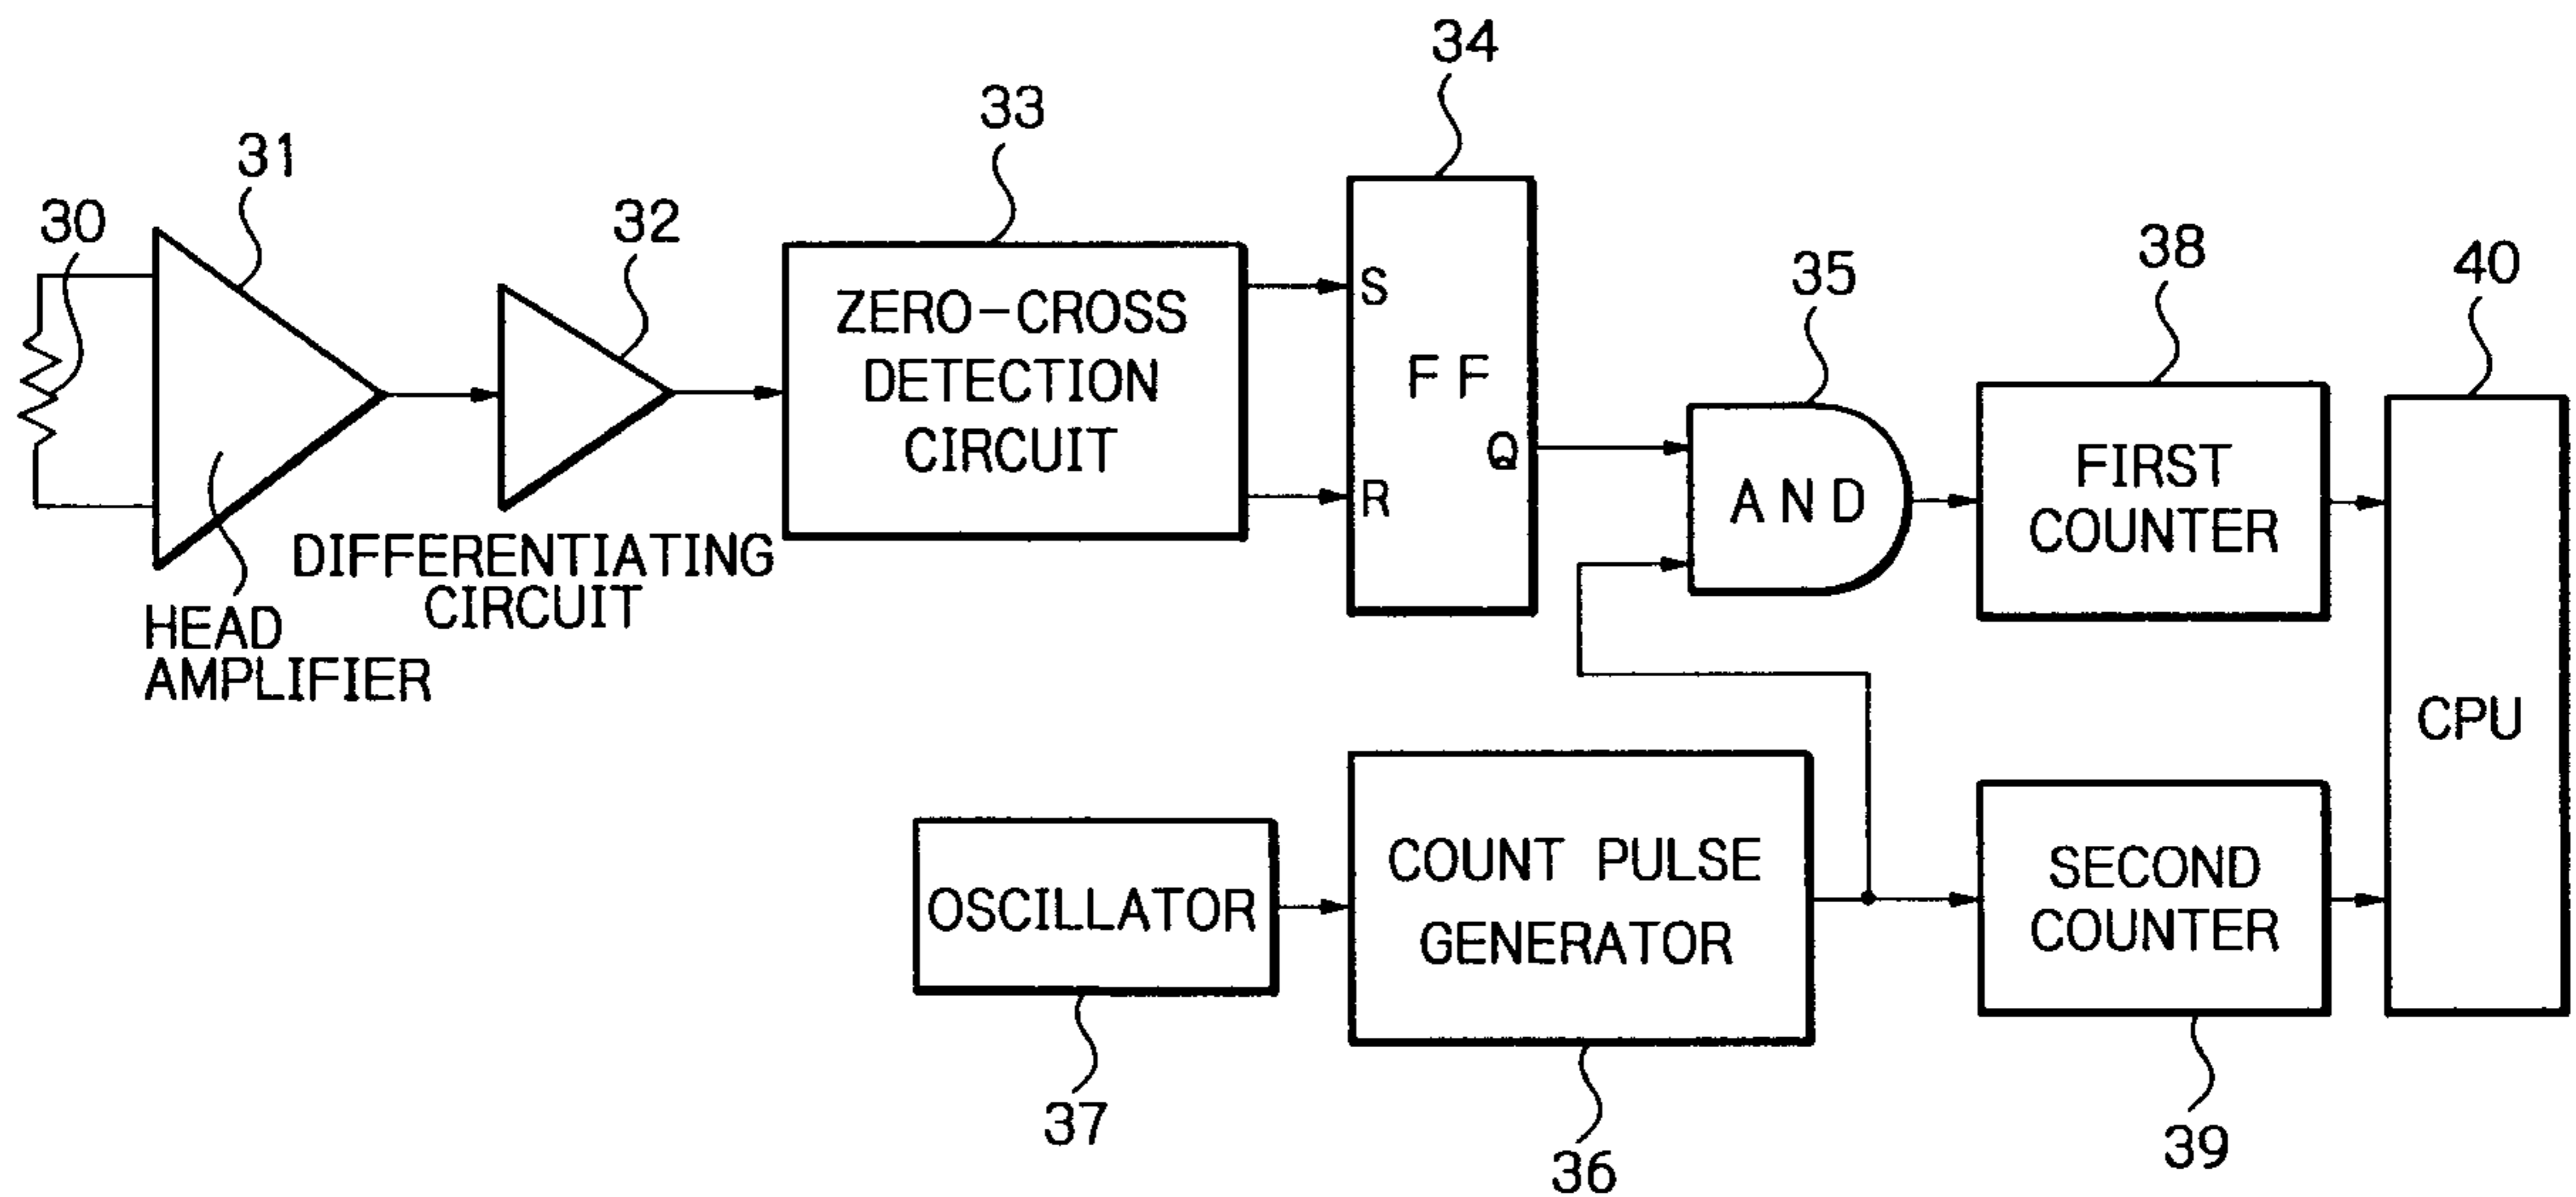 34
33
31
30
32
38
40
35
S
ZERO-CROSS
DETECTION
CIRCUIT
F F
Q
R
AND
FIRST
COUNTER
DIFFERENTIATING
CIRCUIT
HEAD
AMPLIFIER
CPU
OSCILLATOR
COUNT PULSE
GENERATOR
SECOND
COUNTER
37
36
39